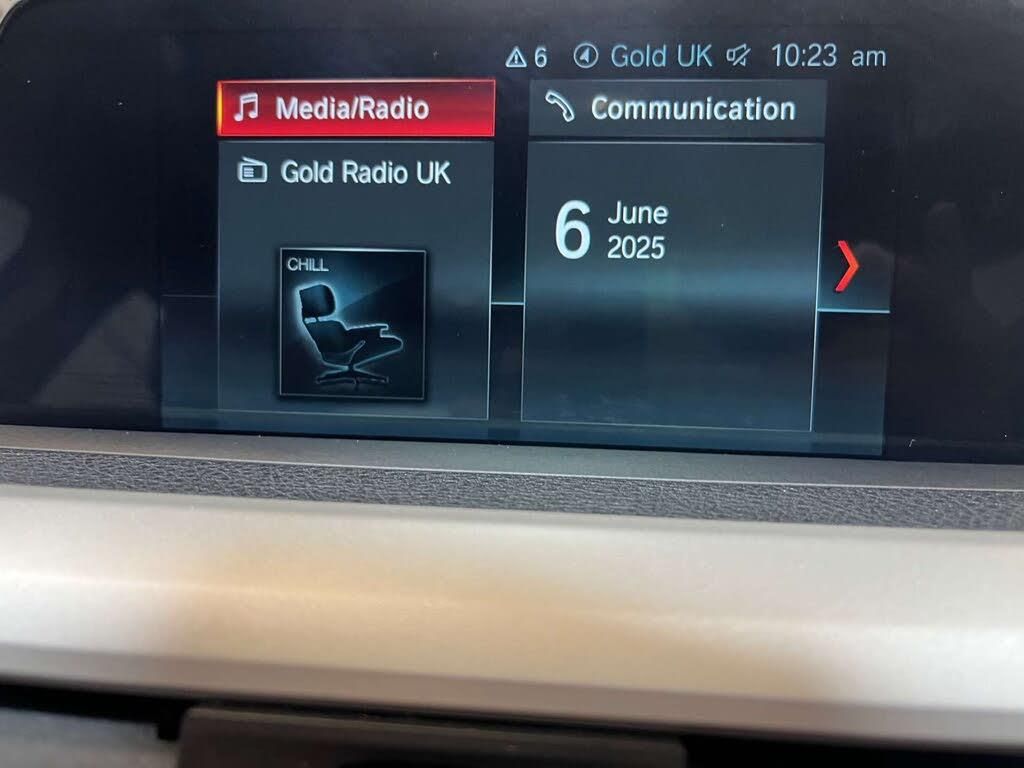 6 Gold UK 10:23 am
Media/Radio
Communication
Gold Radio UK
6 June
2025
CHILL